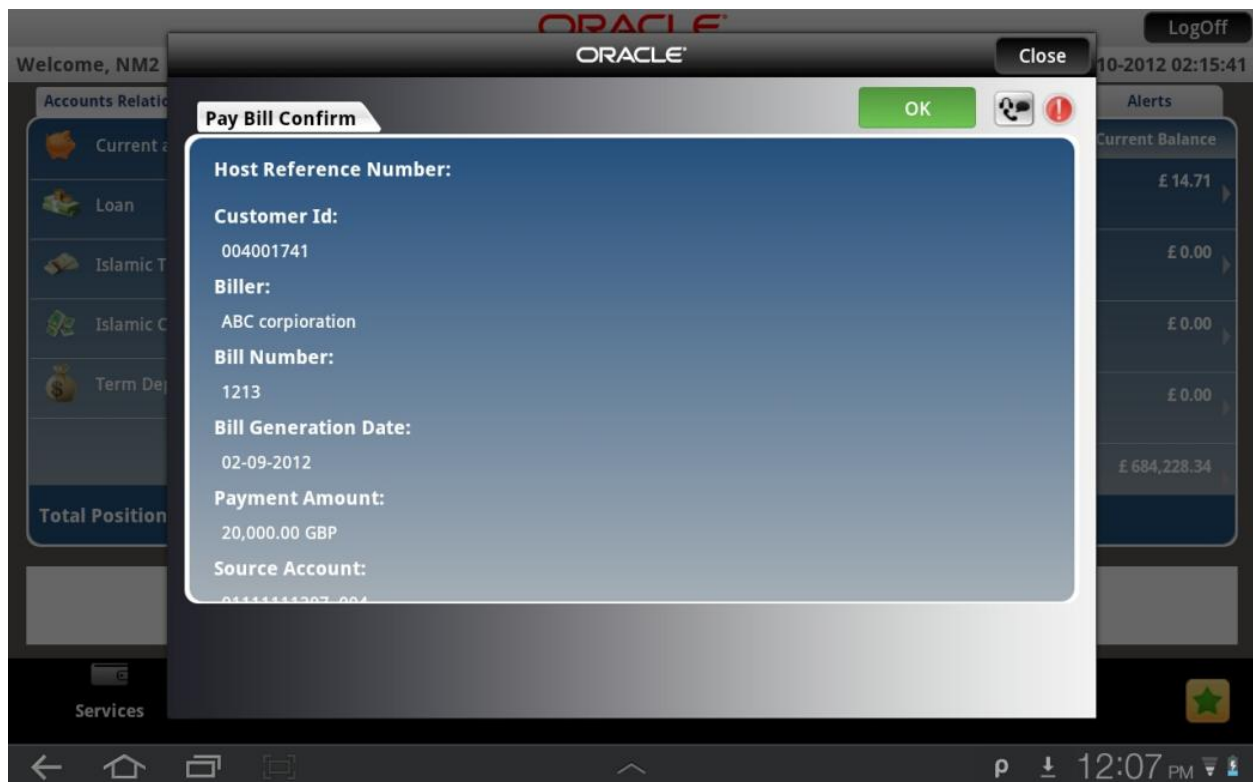 ORACLE
LogOff
ORACLE
Close
Welcome, NM2
10-2012 02:15:41
Accounts Relatio
Pay Bill Confirm
OK
Alerts
Current a
Current Balance
Host Reference Number:
£ 14.71
Loan
Customer Id:
004001741
Islamic T
£ 0.00
Biller:
ABC corpioration
Islamic C
£ 0.00
Bill Number:
1213
Term De
£ 0.00
Bill Generation Date:
02-09-2012
£ 684,228.34
Payment Amount:
Total Position
20,000.00 GBP
Source Account:
Services
12:07 PM